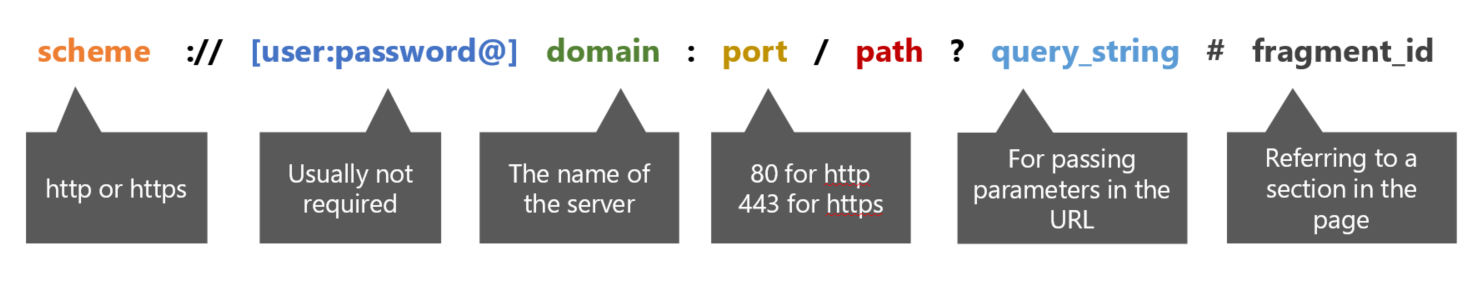 scheme :// [user:password@] domain : port / path ? query_string # fragment_id
http or https
Usually not
required
The name of
the server
80 for http
443 for https
For passing
parameters in the
URL
Referring to a
section in the
page